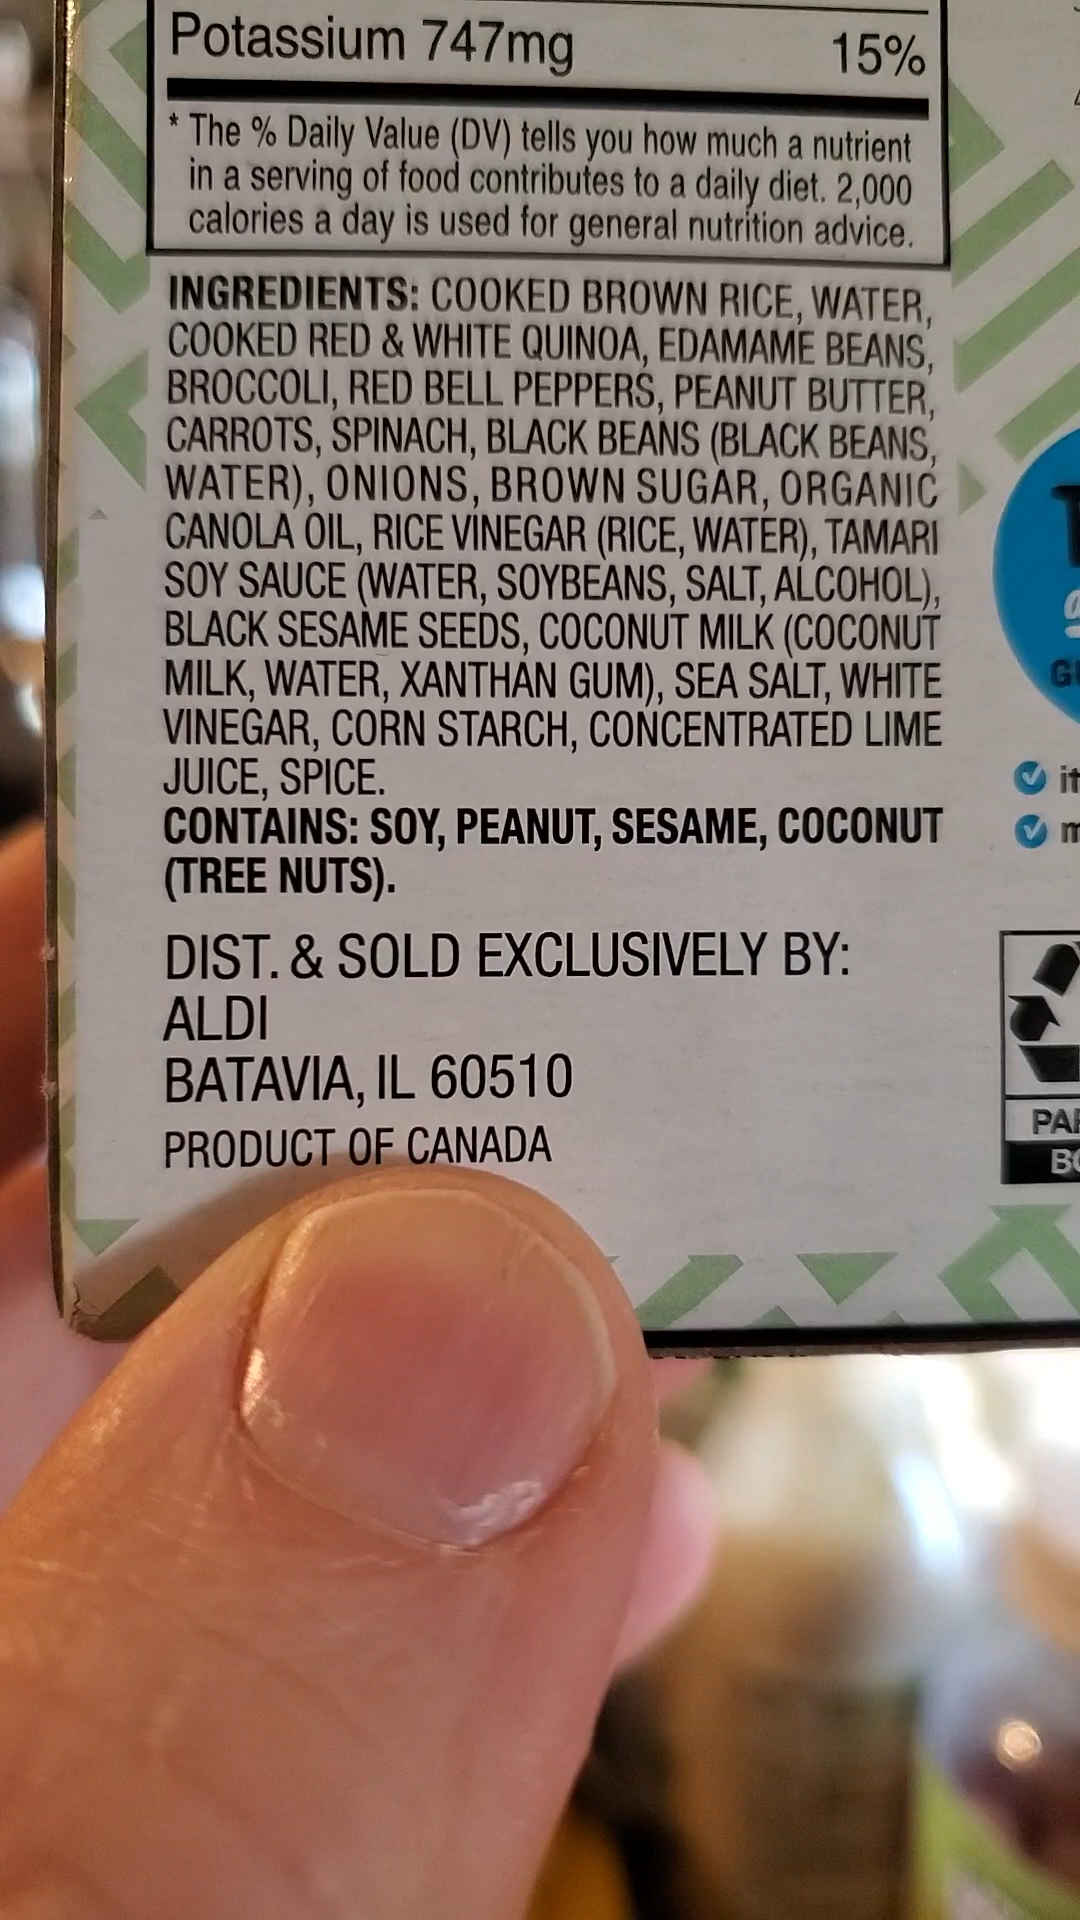 Potassium 747mg 15%
* The % Daily Value (DV) tells you how much a nutrient
in a serving of food contributes to a daily diet. 2,000
calories a day is used for general nutrition advice.
INGREDIENTS: COOKED BROWN RICE, WATER,
COOKED RED & WHITE QUINOA, EDAMAME BEANS,
BROCCOLI, RED BELL PEPPERS, PEANUT BUTTER,
CARROTS, SPINACH, BLACK BEANS (BLACK BEANS,
WATER), ONIONS, BROWN SUGAR, ORGANIC
CANOLA OIL, RICE VINEGAR (RICE, WATER), TAMARI
SOY SAUCE (WATER, SOYBEANS, SALT, ALCOHOL),
BLACK SESAME SEEDS, COCONUT MILK (COCONUT
MILK, WATER, XANTHAN GUM), SEA SALT, WHITE
VINEGAR, CORN STARCH, CONCENTRATED LIME
JUICE, SPICE.
CONTAINS: SOY, PEANUT, SESAME, COCONUT
(TREE NUTS).
DIST. & SOLD EXCLUSIVELY BY:
ALDI
BATAVIA, IL 60510
PRODUCT OF CANADA